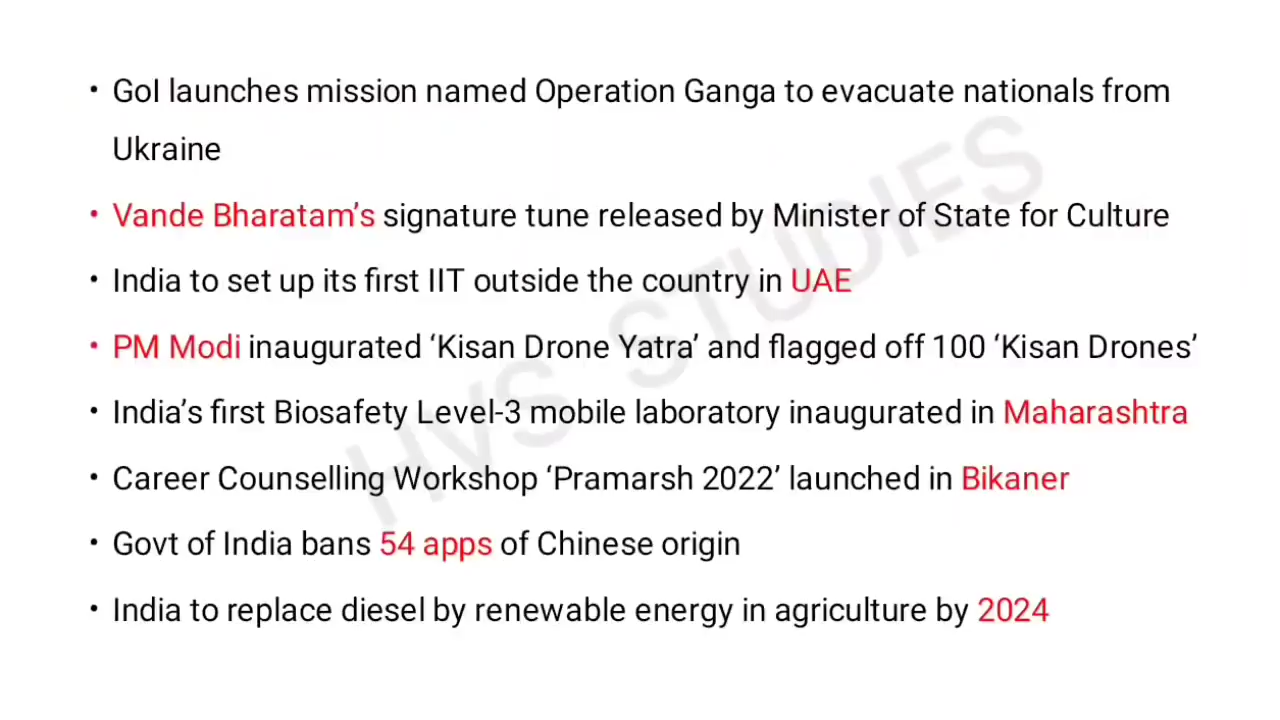 • GoI launches mission named Operation Ganga to evacuate nationals from
Ukraine
• Vande Bharatam’s signature tune released by Minister of State for Culture
• India to set up its first IIT outside the country in UAE
• PM Modi inaugurated ‘Kisan Drone Yatra’ and flagged off 100 ‘Kisan Drones’
• India’s first Biosafety Level-3 mobile laboratory inaugurated in Maharashtra
• Career Counselling Workshop ‘Pramarsh 2022’ launched in Bikaner
• Govt of India bans 54 apps of Chinese origin
• India to replace diesel by renewable energy in agriculture by 2024
HVS STUDIES